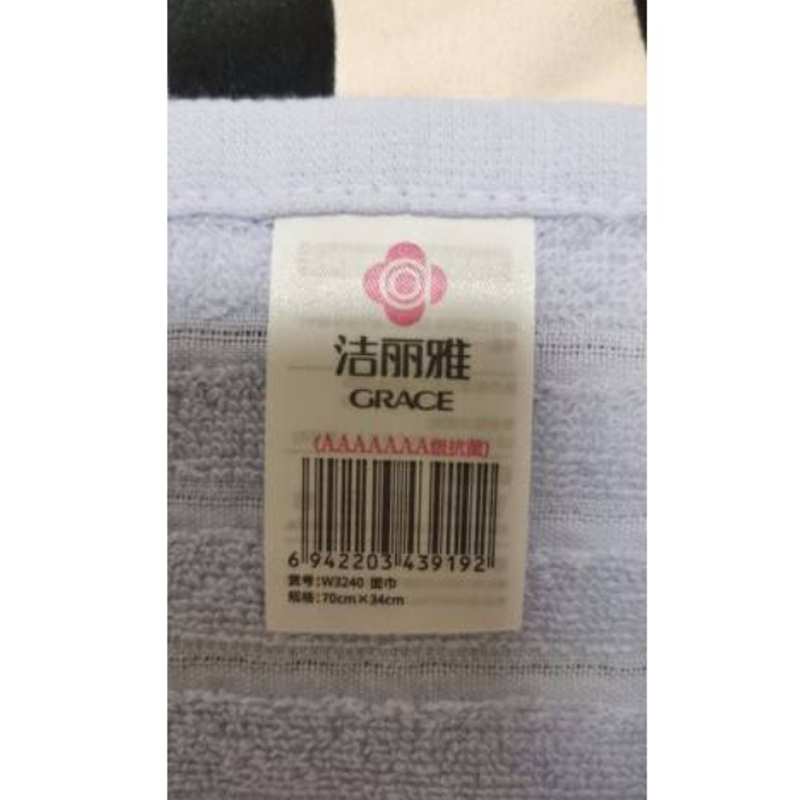 洁丽雅
GRACE
(AAAAAAA级抗菌)
6 942203 439192
货号：W3240 面巾
规格：70cm×34cm